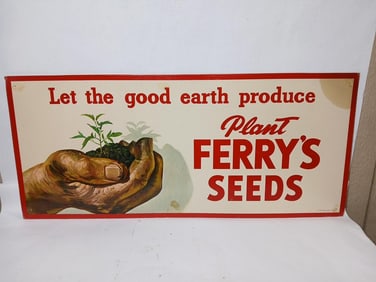 Let the good earth produce
Plant
FERRY'S
SEEDS